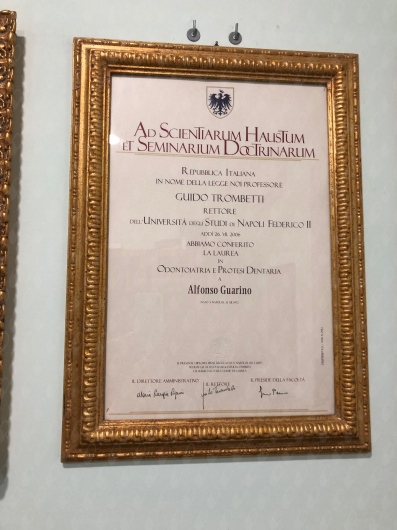 AD SCIENTIARUM HAUSTUM
ET SEMINARIUM DOCTRINARUM
REPUBBLICA ITALIANA
IN NOME DELLA LEGGE NOI PROFESSORE
GUIDO TROMBETTI
RETTORE
DELL'UNIVERSITÀ DEGLI STUDI DI NAPOLI FEDERICO II
ABBIAMO CONFERITO
LA LAUREA
IN
ODONTOIATRIA E PROTESI DENTARIA
A
Alfonso Guarino
IL DIRETTORE AMMINISTRATIVO IL RETTORE IL PRESIDE DELLA FACOLTÀ